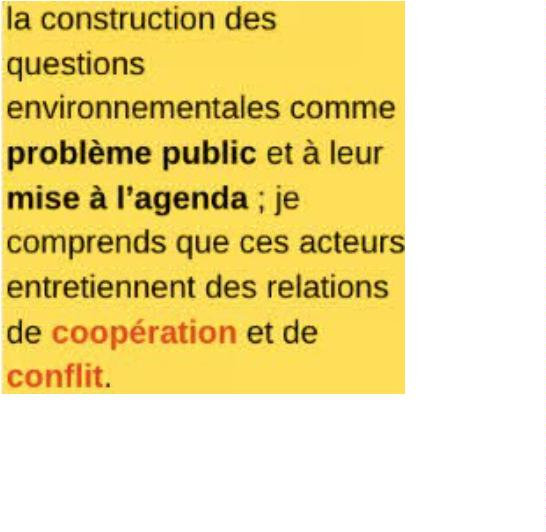 la construction des
questions
environnementales comme
problème public et à leur
mise à l’agenda ; je
comprends que ces acteurs
entretiennent des relations
de coopération et de
conflit.